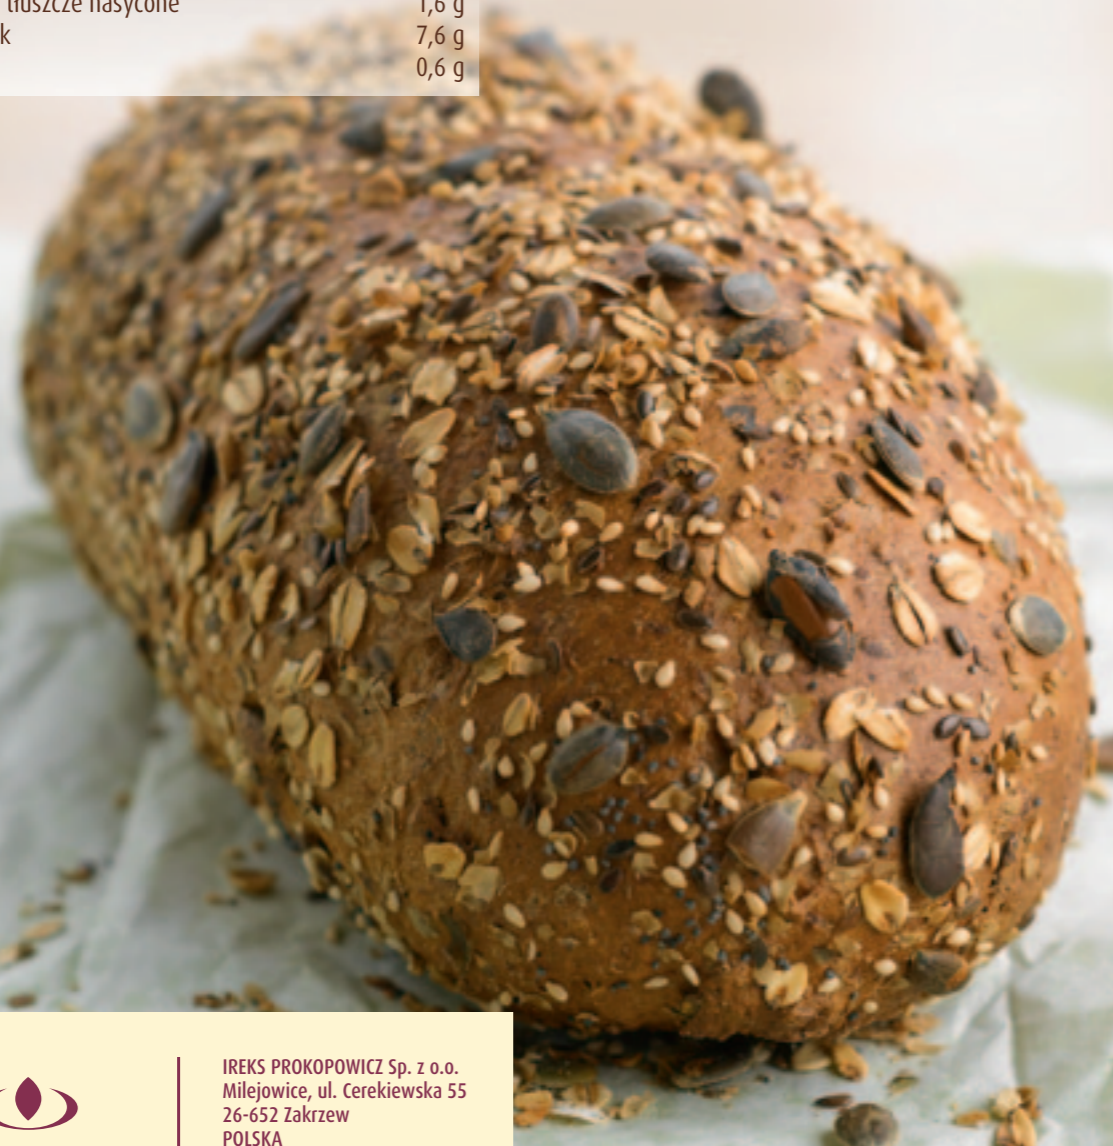 tłuszcze nasycone 1,6 g
k 7,6 g
0,6 g
IREKS PROKOPOWICZ Sp. z o.o.
Milejowice, ul. Cerekiewska 55
26-652 Zakrzew
POLSKA